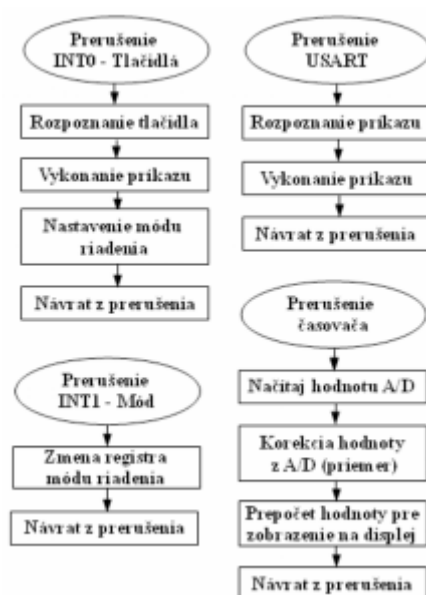 Prerušenie
INT0 - Tlačidlá
Rozpoznanie tlačidla
Vykonanie príkazu
Nastavenie módu
riadenia
Návrat z prerušenia
Prerušenie
INT1 - Mód
Zmena registra
módu riadenia
Návrat z prerušenia
Prerušenie
USART
Rozpoznanie príkazu
Vykonanie príkazu
Návrat z prerušenia
Prerušenie
časovača
Načítaj hodnotu A/D
Korekcia hodnoty
z A/D (priemer)
Prepočet hodnoty pre
zobrazenie na displej
Návrat z prerušenia